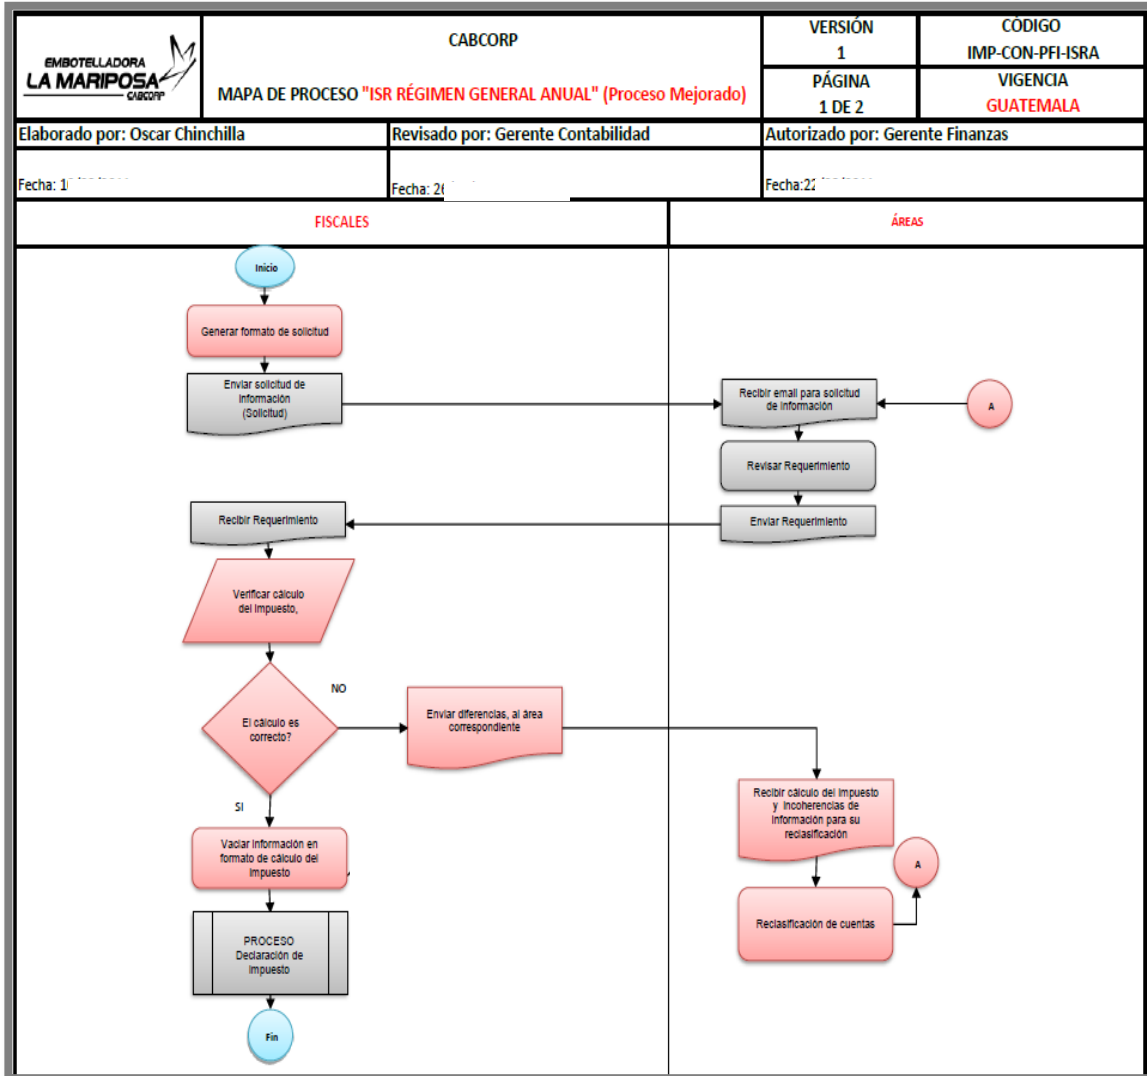 EMBOTELLADORA
LA MARIPOSA
CABCORP
CABCORP
MAPA DE PROCESO "ISR RÉGIMEN GENERAL ANUAL" (Proceso Mejorado)
VERSIÓN
1
CÓDIGO
IMP-CON-PFI-ISRA
PÁGINA
1 DE 2
VIGENCIA
GUATEMALA
Elaborado por: Oscar Chinchilla
Revisado por: Gerente Contabilidad
Autorizado por: Gerente Finanzas
Fecha: 1
Fecha: 26
Fecha:22
FISCALES
ÁREAS
Inicio
Generar formato de solicitud
Enviar solicitud de
información
(Solicitud)
Recibir email para solicitud
de información
A
Revisar Requerimiento
Recibir Requerimiento
Enviar Requerimiento
Verificar cálculo
del impuesto,
El cálculo es
correcto?
NO
Enviar diferencias, al área
correspondiente
SI
Recibir cálculo del impuesto
y incoherencias de
información para su
reclasificación
Vaciar información en
formato de cálculo del
impuesto
A
Reclasificación de cuentas
PROCESO
Declaración de
impuesto
Fin